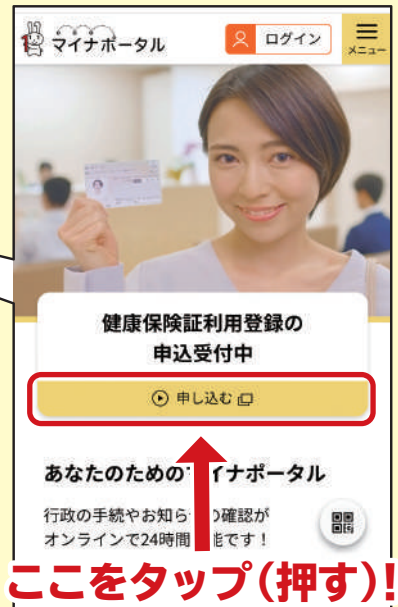 マイナポータル
ログイン
メニュー
健康保険証利用登録の
申込受付中
申し込む
あなたのための イナポータル
行政の手続やお知ら の確認が
オンラインで24時間 能です!
ここをタップ(押す)!